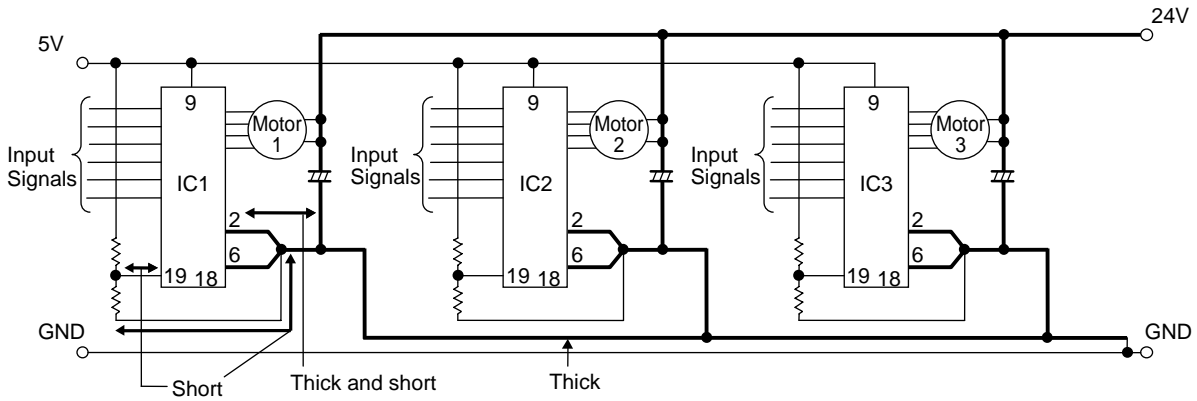 24V
5V
9
9
9
Motor
1
Motor
2
Motor
3
Input
Signals
Input
Signals
Input
Signals
IC1
IC2
IC3
2
2
2
6
6
6
19 18
19 18
19 18
GND
GND
Short
Thick and short
Thick